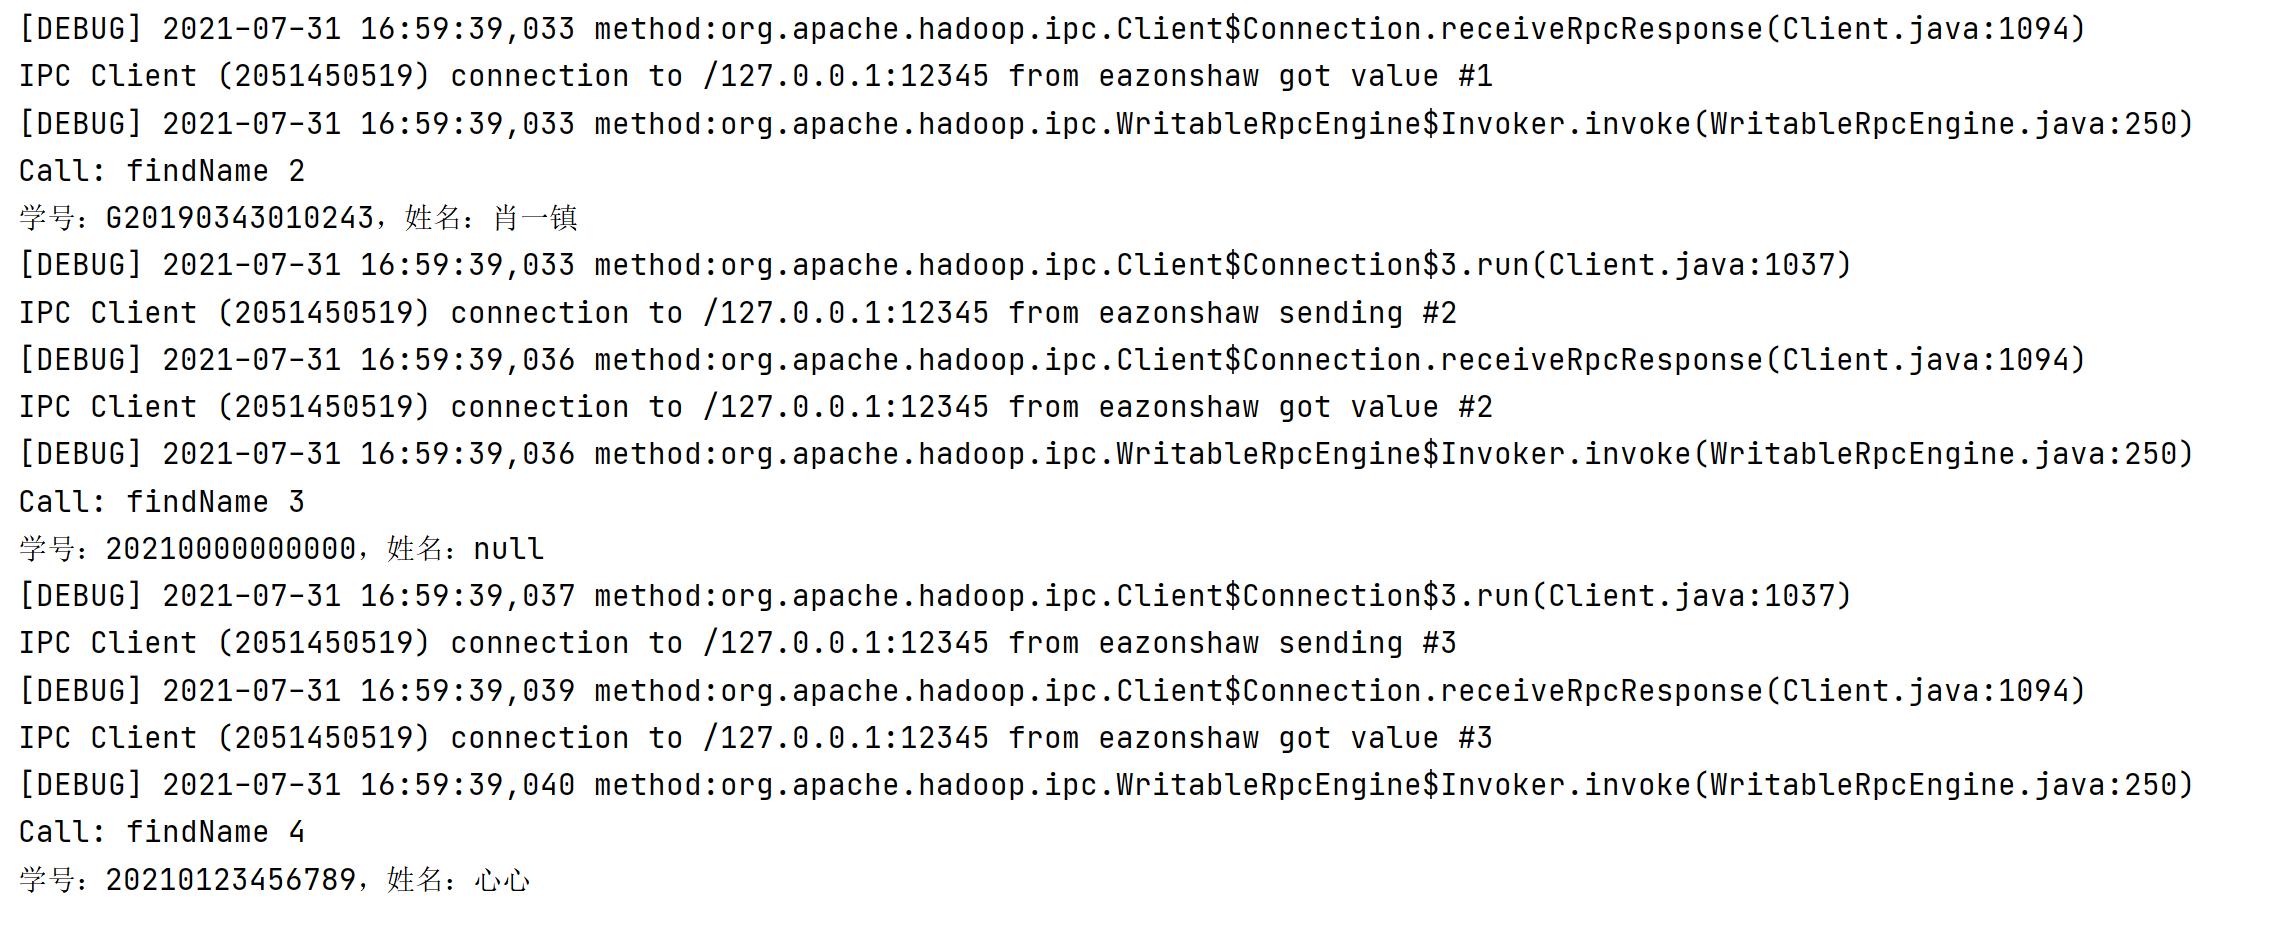 [DEBUG] 2021-07-31 16:59:39,033 method:org.apache.hadoop.ipc.Client$Connection.receiveRpcResponse(Client.java:1094)
IPC Client (2051450519) connection to /127.0.0.1:12345 from eazonshaw got value #1
[DEBUG] 2021-07-31 16:59:39,033 method:org.apache.hadoop.ipc.WritableRpcEngine$Invoker.invoke(WritableRpcEngine.java:250)
Call: findName 2
学号：G20190343010243，姓名：肖一镇
[DEBUG] 2021-07-31 16:59:39,033 method:org.apache.hadoop.ipc.Client$Connection$3.run(Client.java:1037)
IPC Client (2051450519) connection to /127.0.0.1:12345 from eazonshaw sending #2
[DEBUG] 2021-07-31 16:59:39,036 method:org.apache.hadoop.ipc.Client$Connection.receiveRpcResponse(Client.java:1094)
IPC Client (2051450519) connection to /127.0.0.1:12345 from eazonshaw got value #2
[DEBUG] 2021-07-31 16:59:39,036 method:org.apache.hadoop.ipc.WritableRpcEngine$Invoker.invoke(WritableRpcEngine.java:250)
Call: findName 3
学号：20210000000000，姓名：null
[DEBUG] 2021-07-31 16:59:39,037 method:org.apache.hadoop.ipc.Client$Connection$3.run(Client.java:1037)
IPC Client (2051450519) connection to /127.0.0.1:12345 from eazonshaw sending #3
[DEBUG] 2021-07-31 16:59:39,039 method:org.apache.hadoop.ipc.Client$Connection.receiveRpcResponse(Client.java:1094)
IPC Client (2051450519) connection to /127.0.0.1:12345 from eazonshaw got value #3
[DEBUG] 2021-07-31 16:59:39,040 method:org.apache.hadoop.ipc.WritableRpcEngine$Invoker.invoke(WritableRpcEngine.java:250)
Call: findName 4
学号：20210123456789，姓名：心心